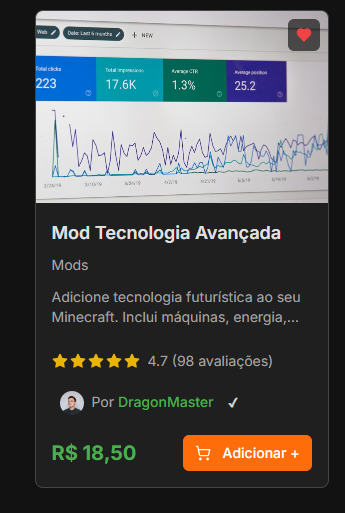 Web
Date: Last 6 months
+ NEW
Total clicks
Total impressions
Average CTR
Average position
223
17.6K
1.3%
25.2
Mod Tecnologia Avançada
Mods
Adicione tecnologia futurística ao seu
Minecraft. Inclui máquinas, energia,...
4.7 (98 avaliações)
Por DragonMaster ✓
R$ 18,50
Adicionar +